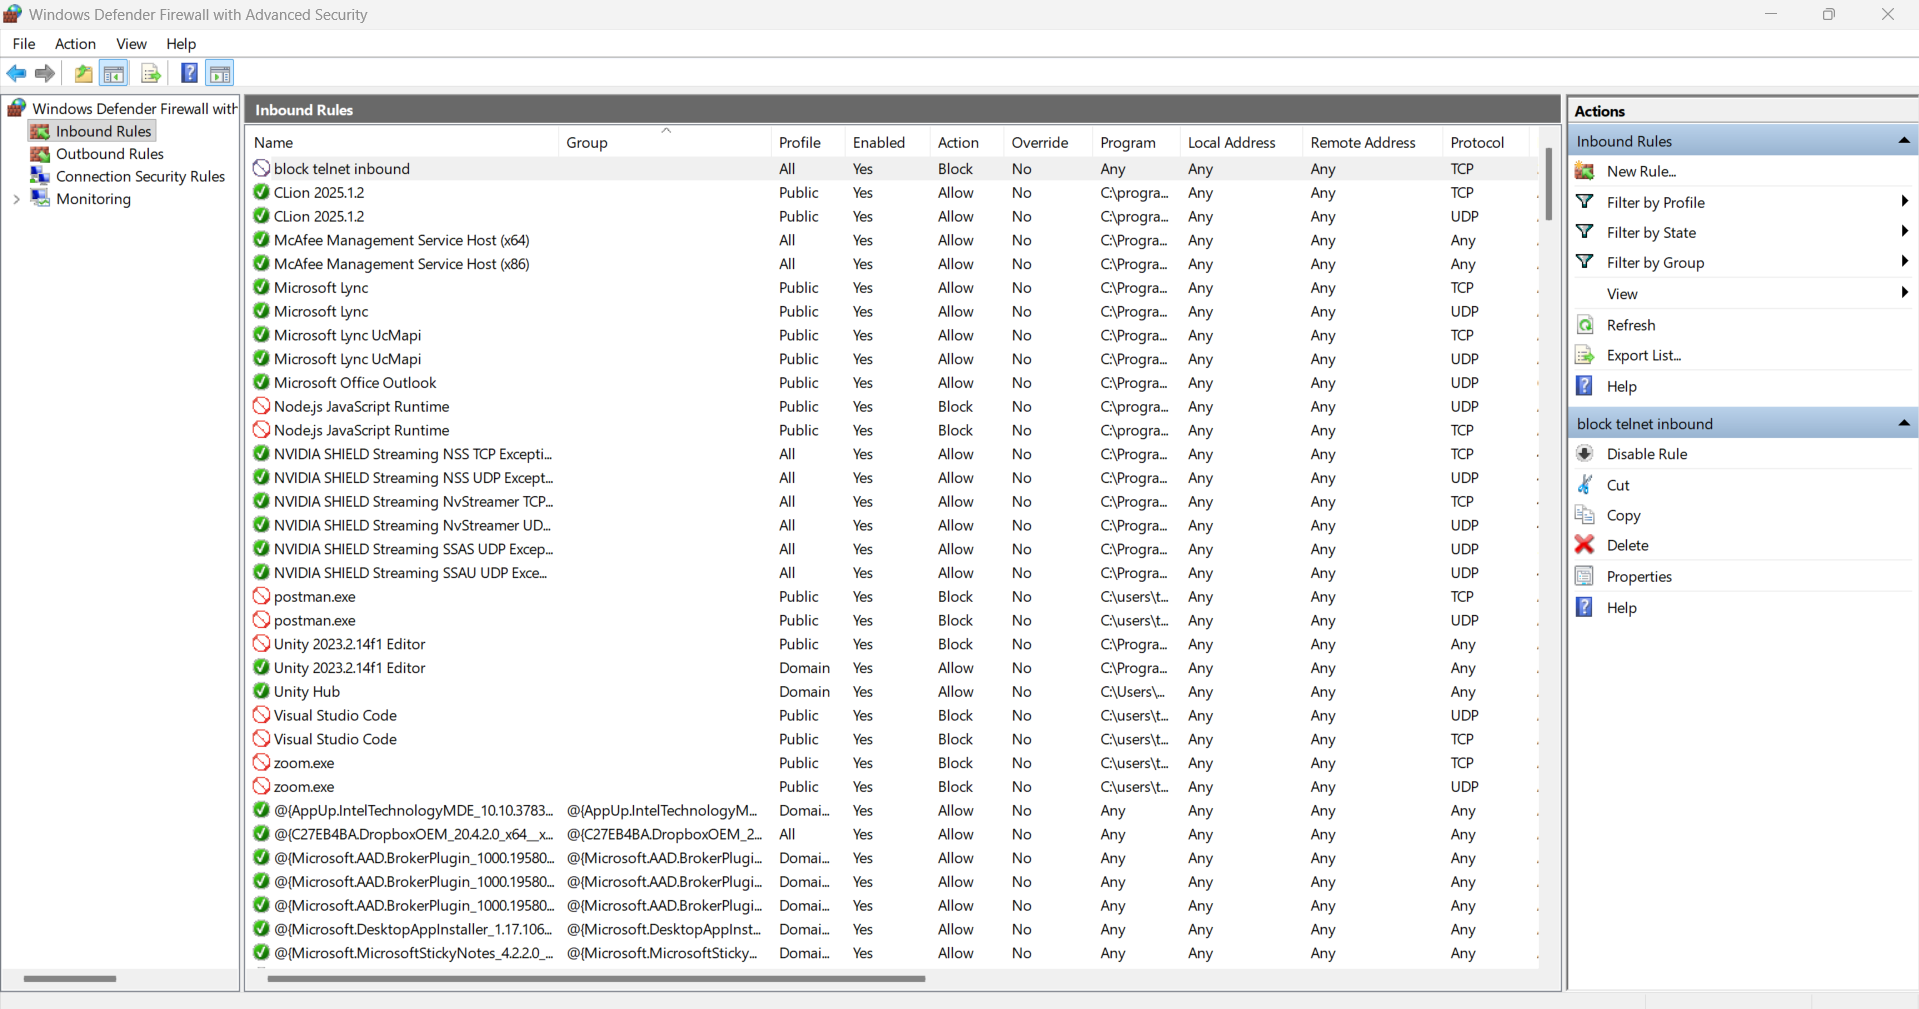 Windows Defender Firewall with Advanced Security
File Action View Help
Windows Defender Firewall with
Inbound Rules
Outbound Rules
Connection Security Rules
Monitoring
Inbound Rules
Name Group Profile Enabled Action Override Program Local Address Remote Address Protocol
block telnet inbound All Yes Block No Any Any Any TCP
CLion 2025.1.2 Public Yes Allow No C:\progra... Any Any TCP
CLion 2025.1.2 Public Yes Allow No C:\progra... Any Any UDP
McAfee Management Service Host (x64) All Yes Allow No C:\Progra... Any Any Any
McAfee Management Service Host (x86) All Yes Allow No C:\Progra... Any Any Any
Microsoft Lync Public Yes Allow No C:\Progra... Any Any TCP
Microsoft Lync Public Yes Allow No C:\Progra... Any Any UDP
Microsoft Lync UcMapi Public Yes Allow No C:\Progra... Any Any TCP
Microsoft Lync UcMapi Public Yes Allow No C:\Progra... Any Any UDP
Microsoft Office Outlook Public Yes Allow No C:\Progra... Any Any UDP
Node.js JavaScript Runtime Public Yes Block No C:\progra... Any Any UDP
Node.js JavaScript Runtime Public Yes Block No C:\progra... Any Any TCP
NVIDIA SHIELD Streaming NSS TCP Excepti... All Yes Allow No C:\Progra... Any Any TCP
NVIDIA SHIELD Streaming NSS UDP Except... All Yes Allow No C:\Progra... Any Any UDP
NVIDIA SHIELD Streaming NvStreamer TCP... All Yes Allow No C:\Progra... Any Any TCP
NVIDIA SHIELD Streaming NvStreamer UD... All Yes Allow No C:\Progra... Any Any UDP
NVIDIA SHIELD Streaming SSAS UDP Excep... All Yes Allow No C:\Progra... Any Any UDP
NVIDIA SHIELD Streaming SSAU UDP Exce... All Yes Allow No C:\Progra... Any Any UDP
postman.exe Public Yes Block No C:\users\t... Any Any TCP
postman.exe Public Yes Block No C:\users\t... Any Any UDP
Unity 2023.2.14f1 Editor Public Yes Block No C:\Progra... Any Any Any
Unity 2023.2.14f1 Editor Domain Yes Allow No C:\Progra... Any Any Any
Unity Hub Domain Yes Allow No C:\Users\... Any Any Any
Visual Studio Code Public Yes Block No C:\users\t... Any Any UDP
Visual Studio Code Public Yes Block No C:\users\t... Any Any TCP
zoom.exe Public Yes Block No C:\users\t... Any Any TCP
zoom.exe Public Yes Block No C:\users\t... Any Any UDP
@{AppUp.IntelTechnologyMDE_10.10.3783... @{AppUp.IntelTechnologyM... Domai... Yes Allow No Any Any Any Any
@{C27EB4BA.DropboxOEM_20.4.2.0_x64__x... @{C27EB4BA.DropboxOEM_2... All Yes Allow No Any Any Any Any
@{Microsoft.AAD.BrokerPlugin_1000.19580... @{Microsoft.AAD.BrokerPlugi... Domai... Yes Allow No Any Any Any Any
@{Microsoft.AAD.BrokerPlugin_1000.19580... @{Microsoft.AAD.BrokerPlugi... Domai... Yes Allow No Any Any Any Any
@{Microsoft.AAD.BrokerPlugin_1000.19580... @{Microsoft.AAD.BrokerPlugi... Domai... Yes Allow No Any Any Any Any
@{Microsoft.DesktopAppInstaller_1.17.106... @{Microsoft.DesktopAppInst... Domai... Yes Allow No Any Any Any Any
@{Microsoft.MicrosoftStickyNotes_4.2.2.0_... @{Microsoft.MicrosoftSticky... Domai... Yes Allow No Any Any Any Any
Actions
Inbound Rules
New Rule...
Filter by Profile
Filter by State
Filter by Group
View
Refresh
Export List...
Help
block telnet inbound
Disable Rule
Cut
Copy
Delete
Properties
Help